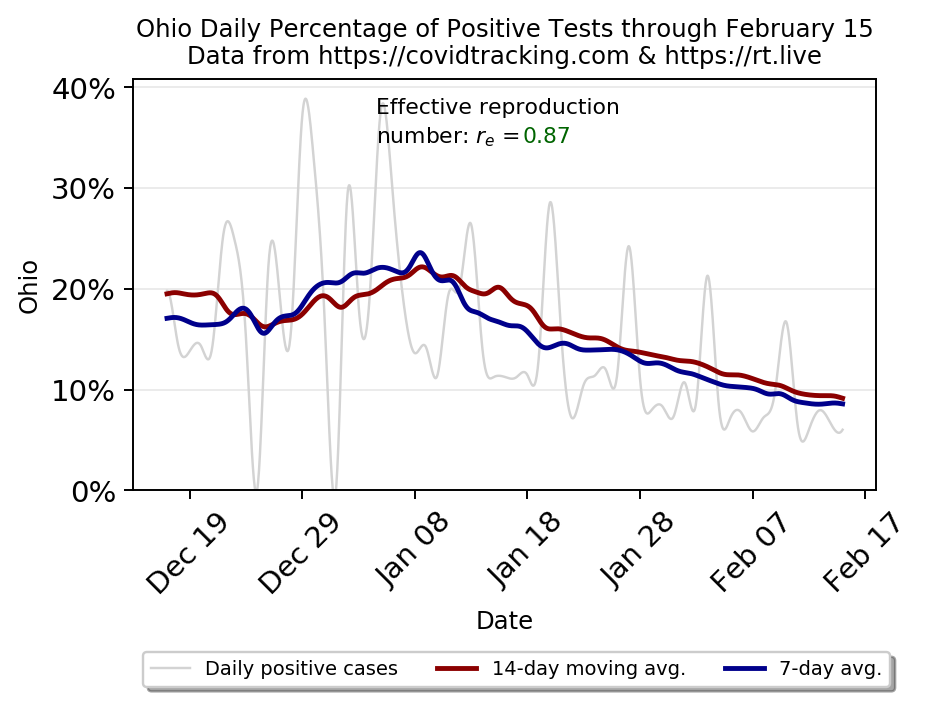 Ohio Daily Percentage of Positive Tests through February 15
Data from https://covidtracking.com & https://rt.live
40%
30%
20%
10%
0%
Ohio
Effective reproduction
number: rₑ = 0.87
Dec 19
Dec 29
Jan 08
Jan 18
Jan 28
Feb 07
Feb 17
Date
Daily positive cases
14-day moving avg.
7-day avg.